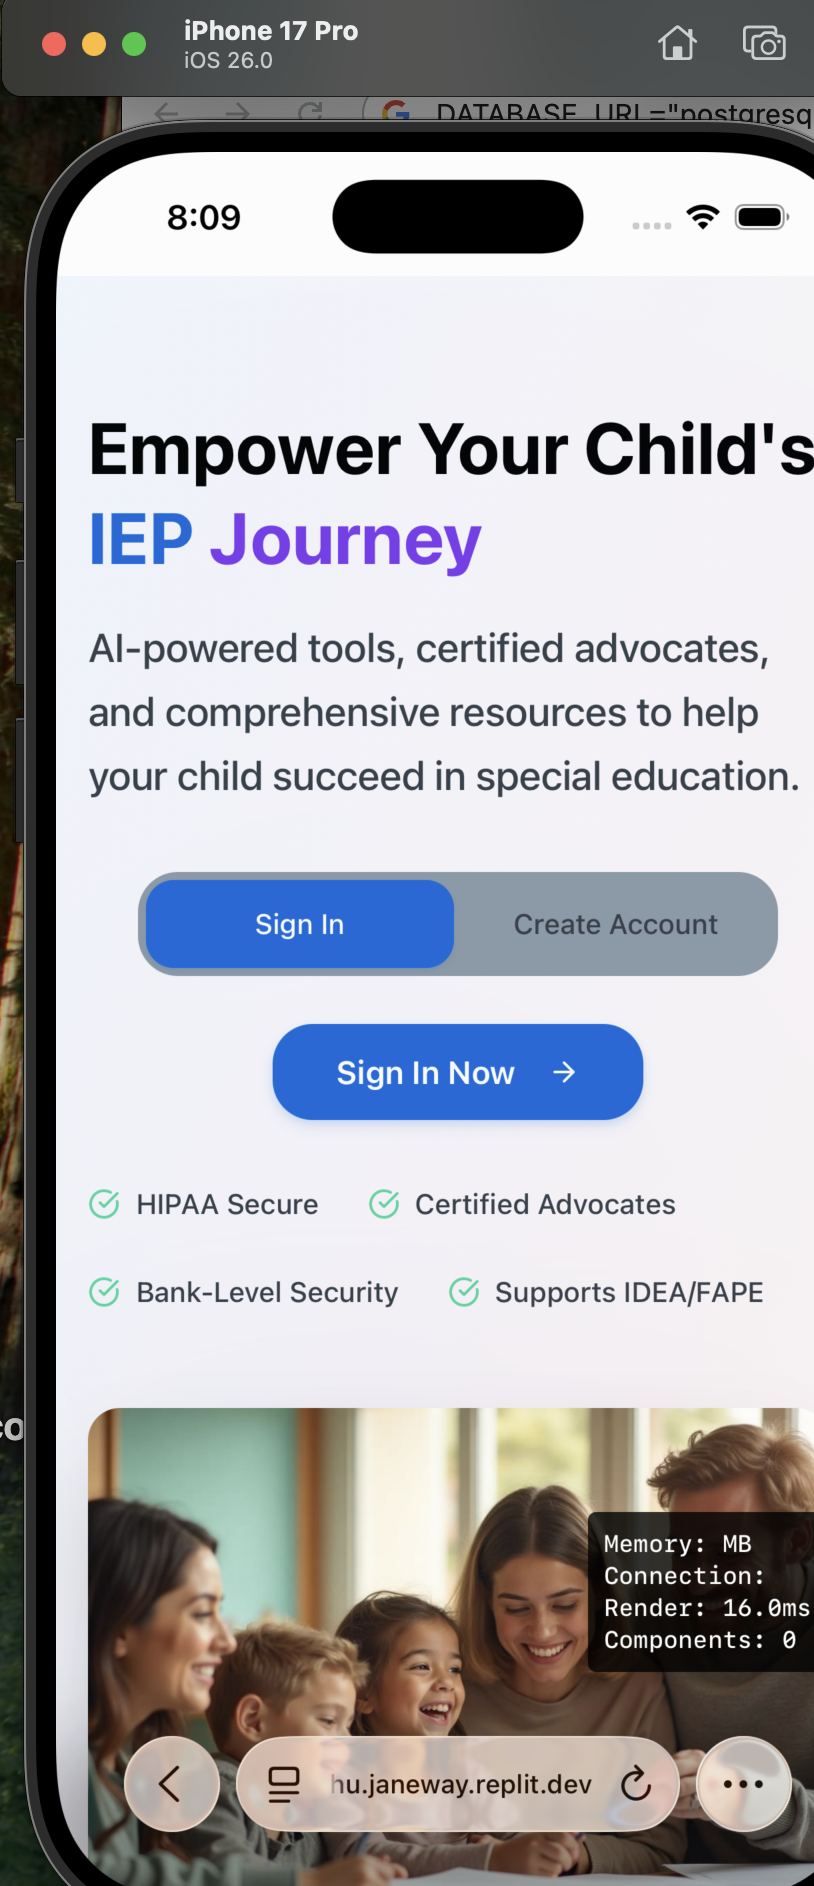 iPhone 17 Pro
iOS 26.0
DATABASE_URL="postgresq
8:09
Empower Your Child's
IEP Journey
AI-powered tools, certified advocates,
and comprehensive resources to help
your child succeed in special education.
Sign In
Create Account
Sign In Now
HIPAA Secure
Certified Advocates
Bank-Level Security
Supports IDEA/FAPE
co
Memory: MB
Connection:
Render: 16.0ms
Components: 0
hu.janeway.replit.dev